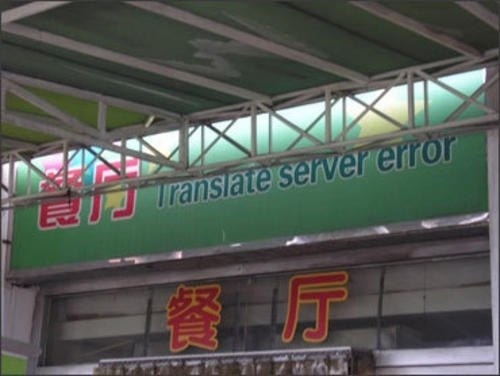 餐厅 Translate server error
餐厅